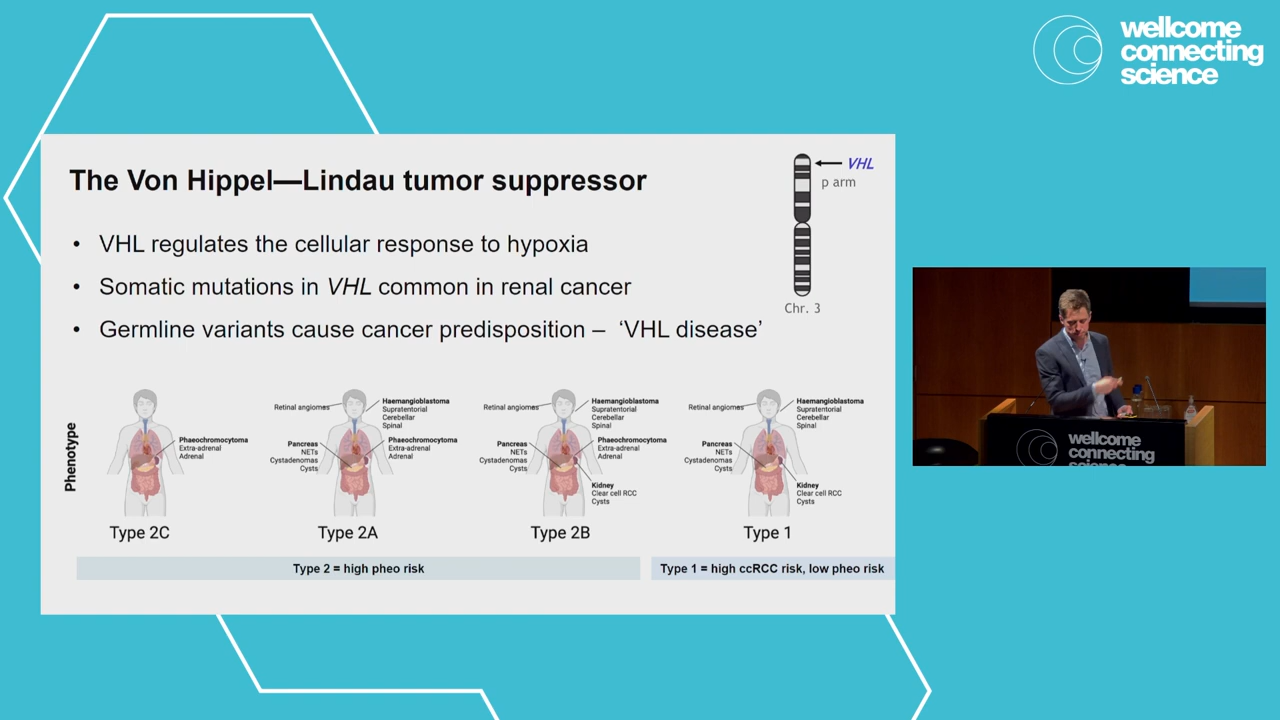 wellcome
connecting
science
The Von Hippel—Lindau tumor suppressor
VHL
p arm
Chr. 3
• VHL regulates the cellular response to hypoxia
• Somatic mutations in VHL common in renal cancer
• Germline variants cause cancer predisposition – ‘VHL disease’
Phenotype
Phaeochromocytoma
Extra-adrenal
Adrenal
Type 2C
Retinal angiomes
Haemangioblastoma
Supratentorial
Cerebellar
Spinal
Pancreas
NETs
Cystadenomas
Cysts
Phaeochromocytoma
Extra-adrenal
Adrenal
Type 2A
Retinal angiomes
Haemangioblastoma
Supratentorial
Cerebellar
Spinal
Pancreas
NETs
Cystadenomas
Cysts
Phaeochromocytoma
Extra-adrenal
Adrenal
Kidney
Clear cell RCC
Cysts
Type 2B
Retinal angiomes
Haemangioblastoma
Supratentorial
Cerebellar
Spinal
Pancreas
NETs
Cystadenomas
Cysts
Kidney
Clear cell RCC
Cysts
Type 1
Type 2 = high pheo risk
Type 1 = high ccRCC risk, low pheo risk
wellcome
connecting
science